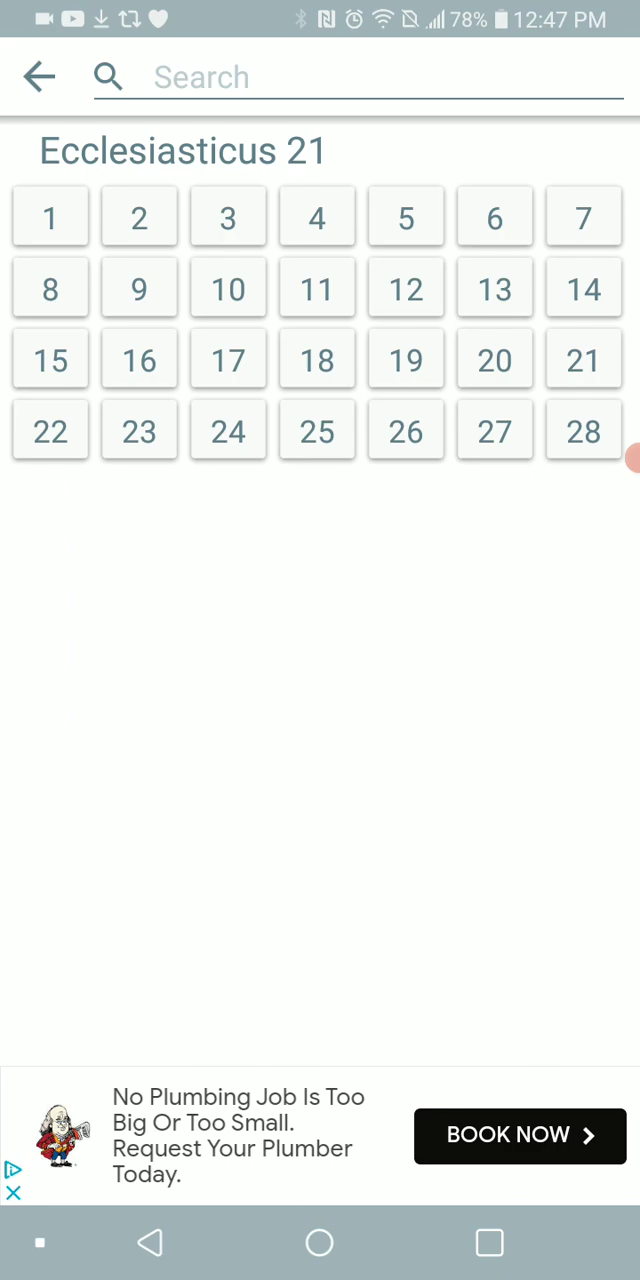 78% 12:47 PM
Search
Ecclesiasticus 21
1 2 3 4 5 6 7
8 9 10 11 12 13 14
15 16 17 18 19 20 21
22 23 24 25 26 27 28
No Plumbing Job Is Too
Big Or Too Small.
Request Your Plumber
Today.
BOOK NOW